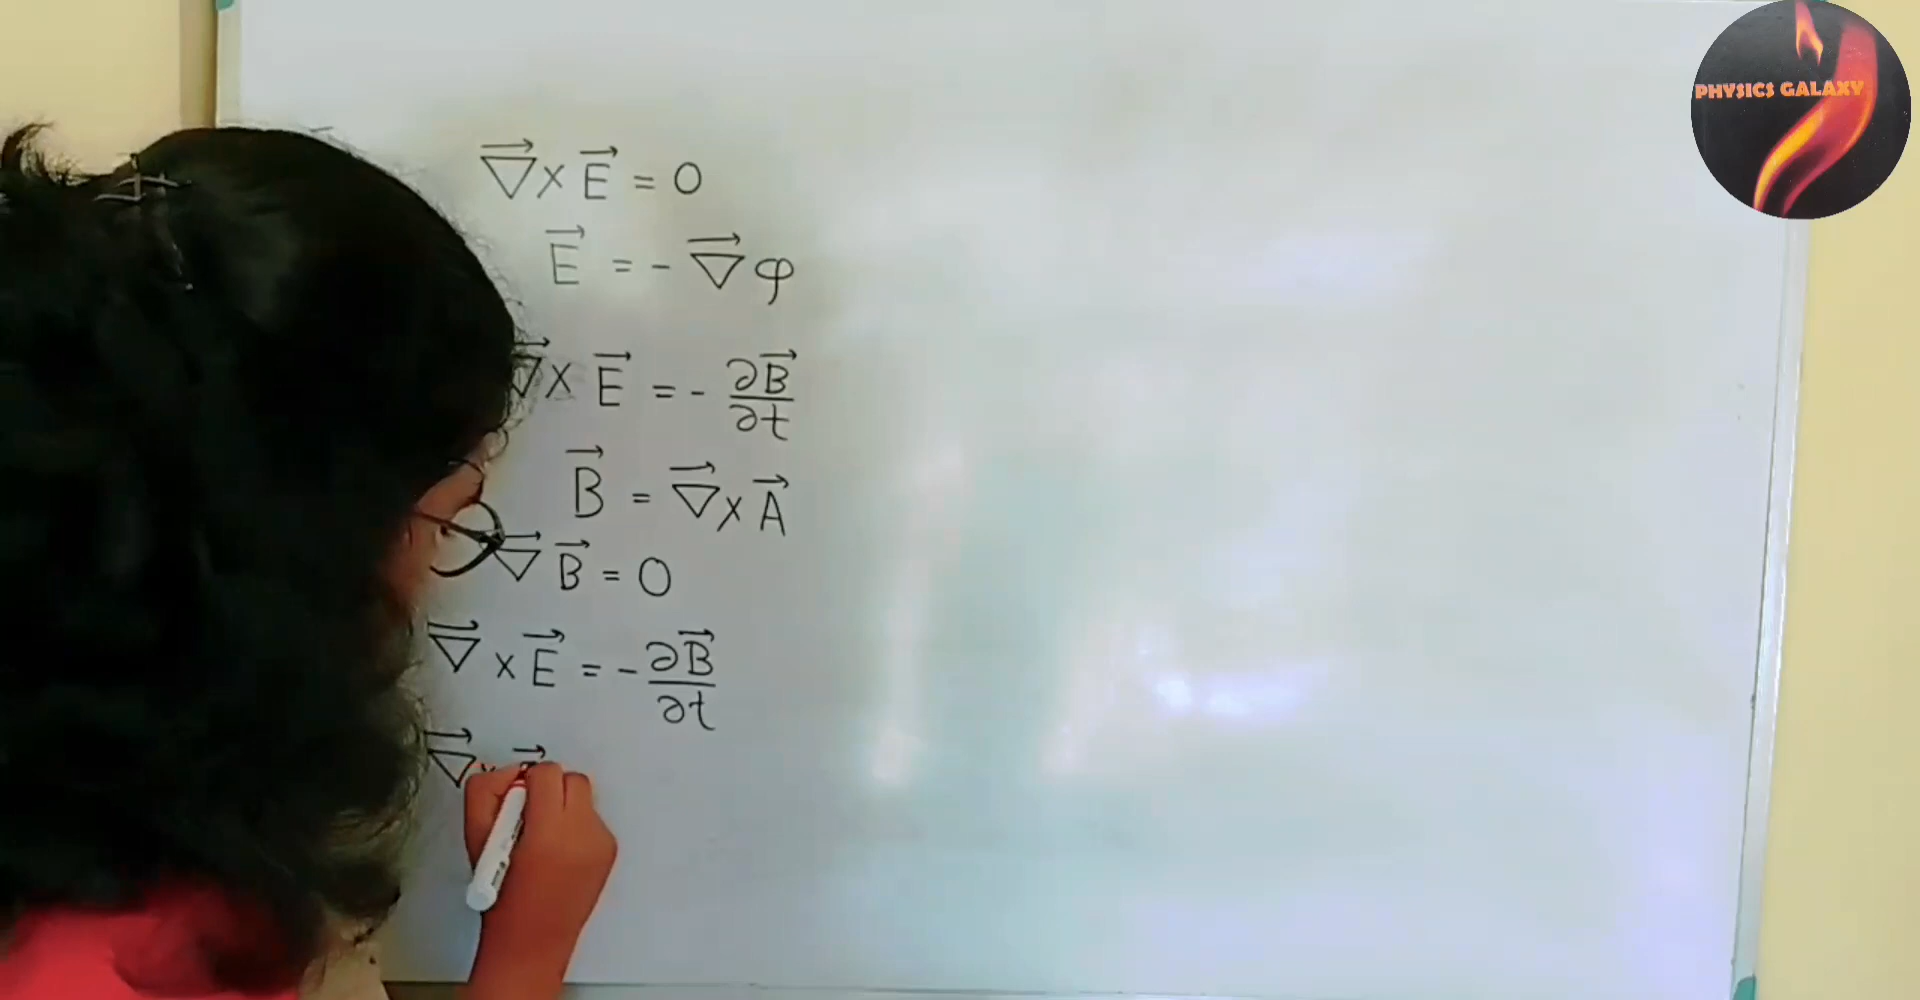 PHYSICS GALAXY
∇⃗ × E⃗ = 0
E⃗ = - ∇⃗ φ
∇⃗ × E⃗ = - ∂B⃗/∂t
B⃗ = ∇⃗ × A⃗
∇⃗ B⃗ = 0
∇⃗ × E⃗ = - ∂B⃗/∂t
∇⃗ ×